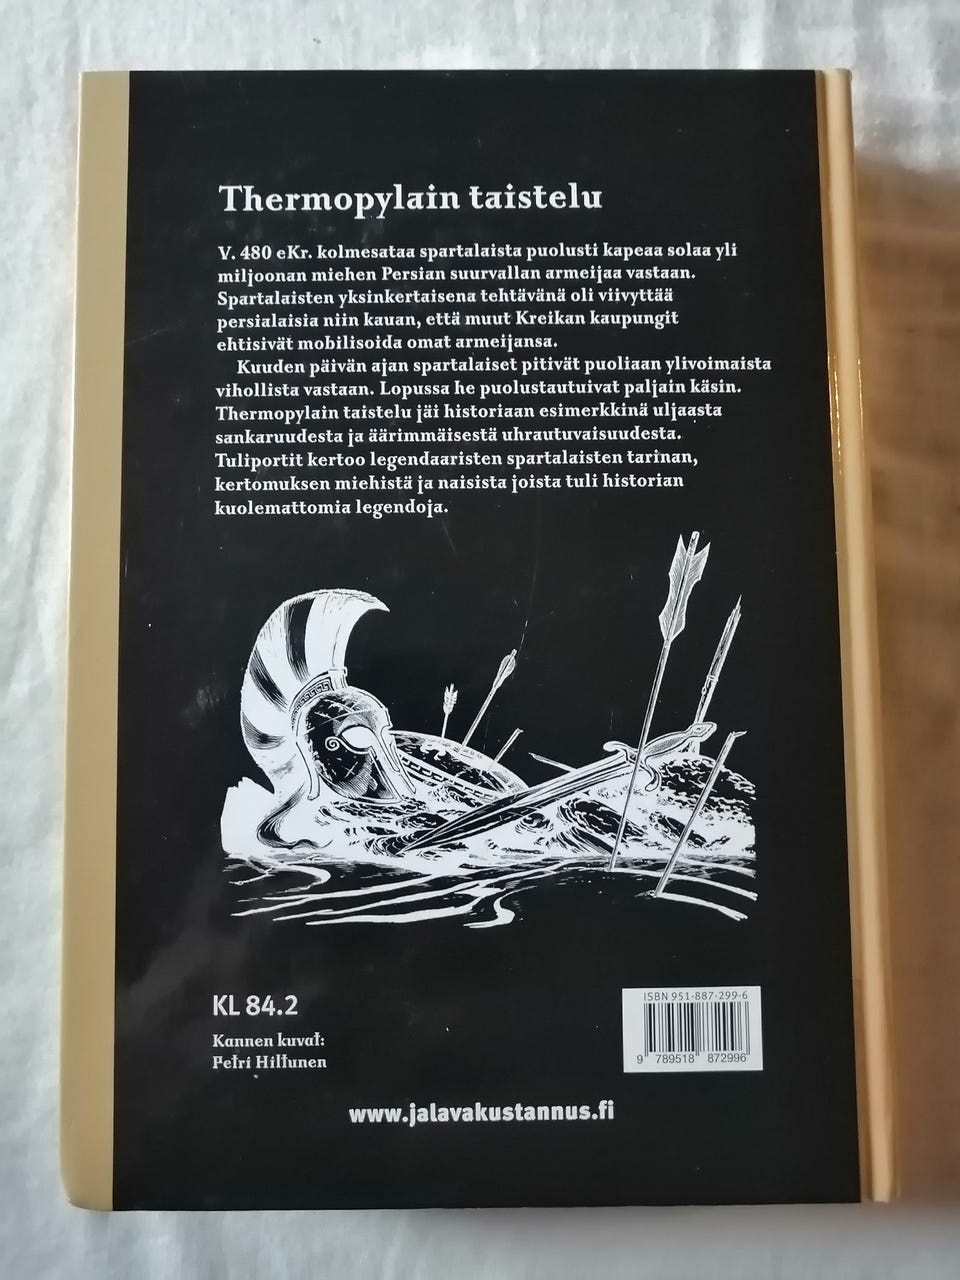 Thermopylain taistelu
V. 480 eKr. kolmesataa spartalaista puolusti kapeaa solaa yli
miljoonan miehen Persian suurvallan armeijaa vastaan.
Spartalaisten yksinkertaisena tehtävänä oli viivyttää
persialaisia niin kauan, että muut Kreikan kaupungit
ehtisivät mobilisoida omat armeijansa.
Kuuden päivän ajan spartalaiset pitivät puoliaan ylivoimaista
vihollista vastaan. Lopussa he puolustautuivat paljain käsin.
Thermopylain taistelu jäi historiaan esimerkkinä uljaasta
sankaruudesta ja äärimmäisestä uhrautuvaisuudesta.
Tuliportit kertoo legendaaristen spartalaisten tarinan,
kertomuksen miehistä ja naisista joista tuli historian
kuolemattomia legendoja.
KL 84.2
Kannen kuvat:
Petri Hiltunen
ISBN 951-887-299-6
9 789518 872996
www.jalavakustannus.fi